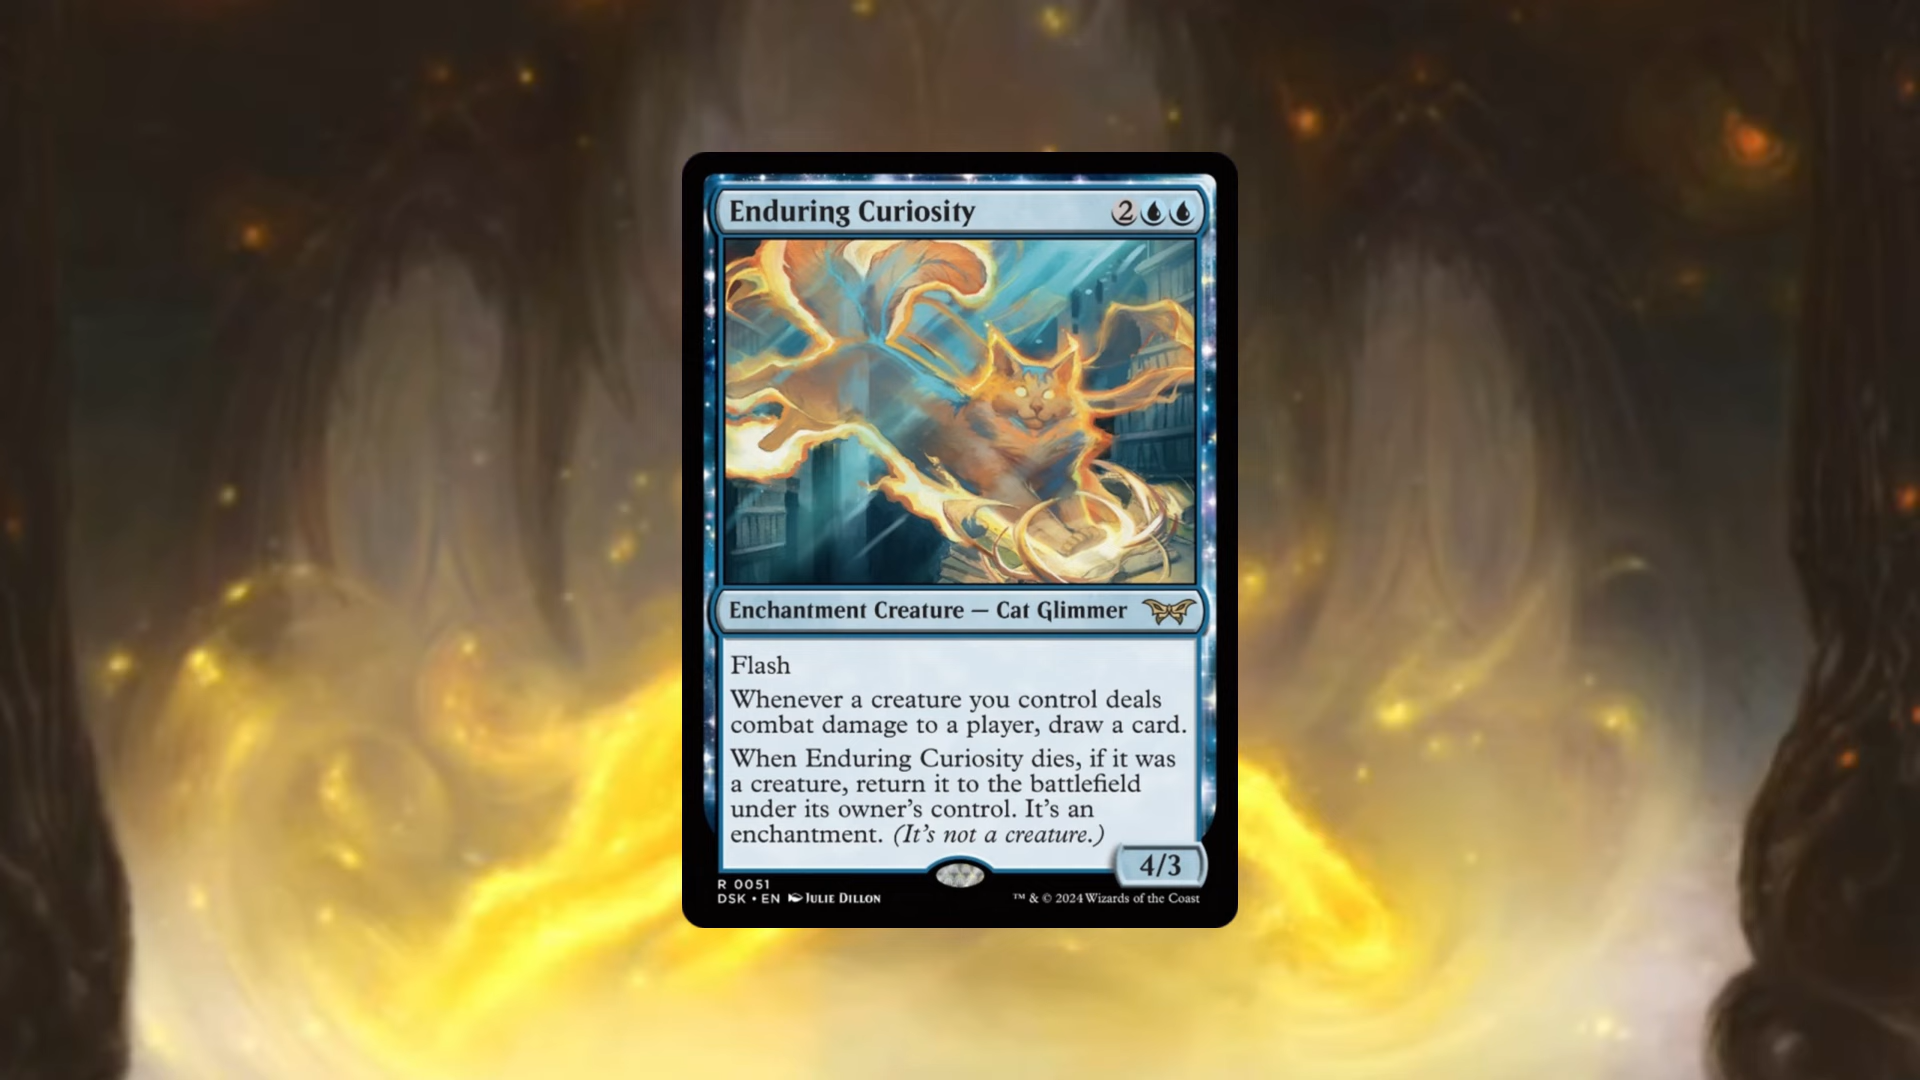 Enduring Curiosity 2
Enchantment Creature — Cat Glimmer
Flash
Whenever a creature you control deals
combat damage to a player, draw a card.
When Enduring Curiosity dies, if it was
a creature, return it to the battlefield
under its owner's control. It's an
enchantment. (It's not a creature.)
4/3
R 0051
DSK • EN Julie Dillon
™ & © 2024 Wizards of the Coast